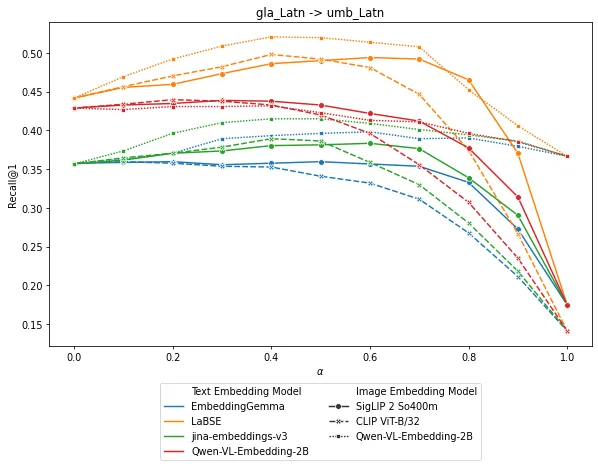 gla_Latn -> umb_Latn
Recall@1
0.50
0.45
0.40
0.35
0.30
0.25
0.20
0.15
0.0 0.2 0.4 0.6 0.8 1.0
α
Text Embedding Model Image Embedding Model
EmbeddingGemma SigLIP 2 So400m
LaBSE CLIP ViT-B/32
jina-embeddings-v3 Qwen-VL-Embedding-2B
Qwen-VL-Embedding-2B